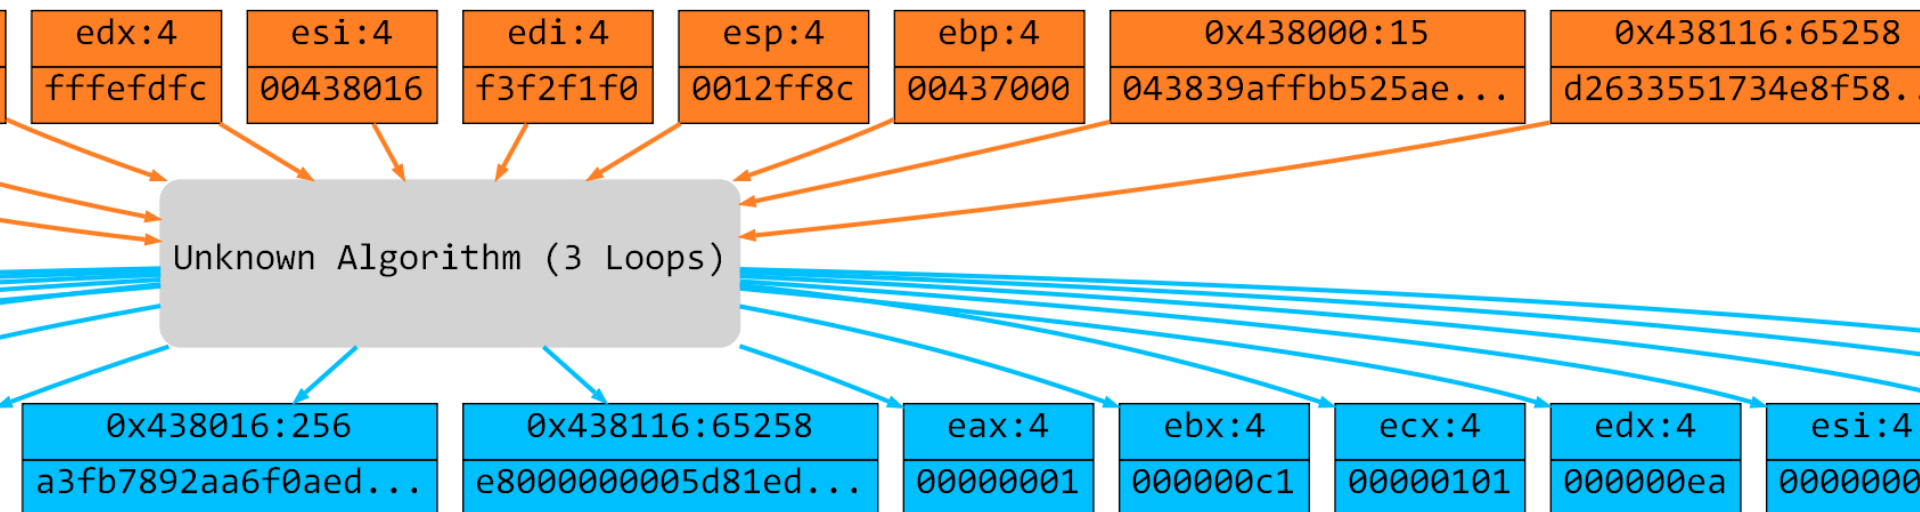 edx:4
fffefdfc
esi:4
00438016
edi:4
f3f2f1f0
esp:4
0012ff8c
ebp:4
00437000
0x438000:15
043839affbb525ae...
0x438116:65258
d2633551734e8f58..
Unknown Algorithm (3 Loops)
0x438016:256
a3fb7892aa6f0aed...
0x438116:65258
e8000000005d81ed...
eax:4
00000001
ebx:4
000000c1
ecx:4
00000101
edx:4
000000ea
esi:4
0000000